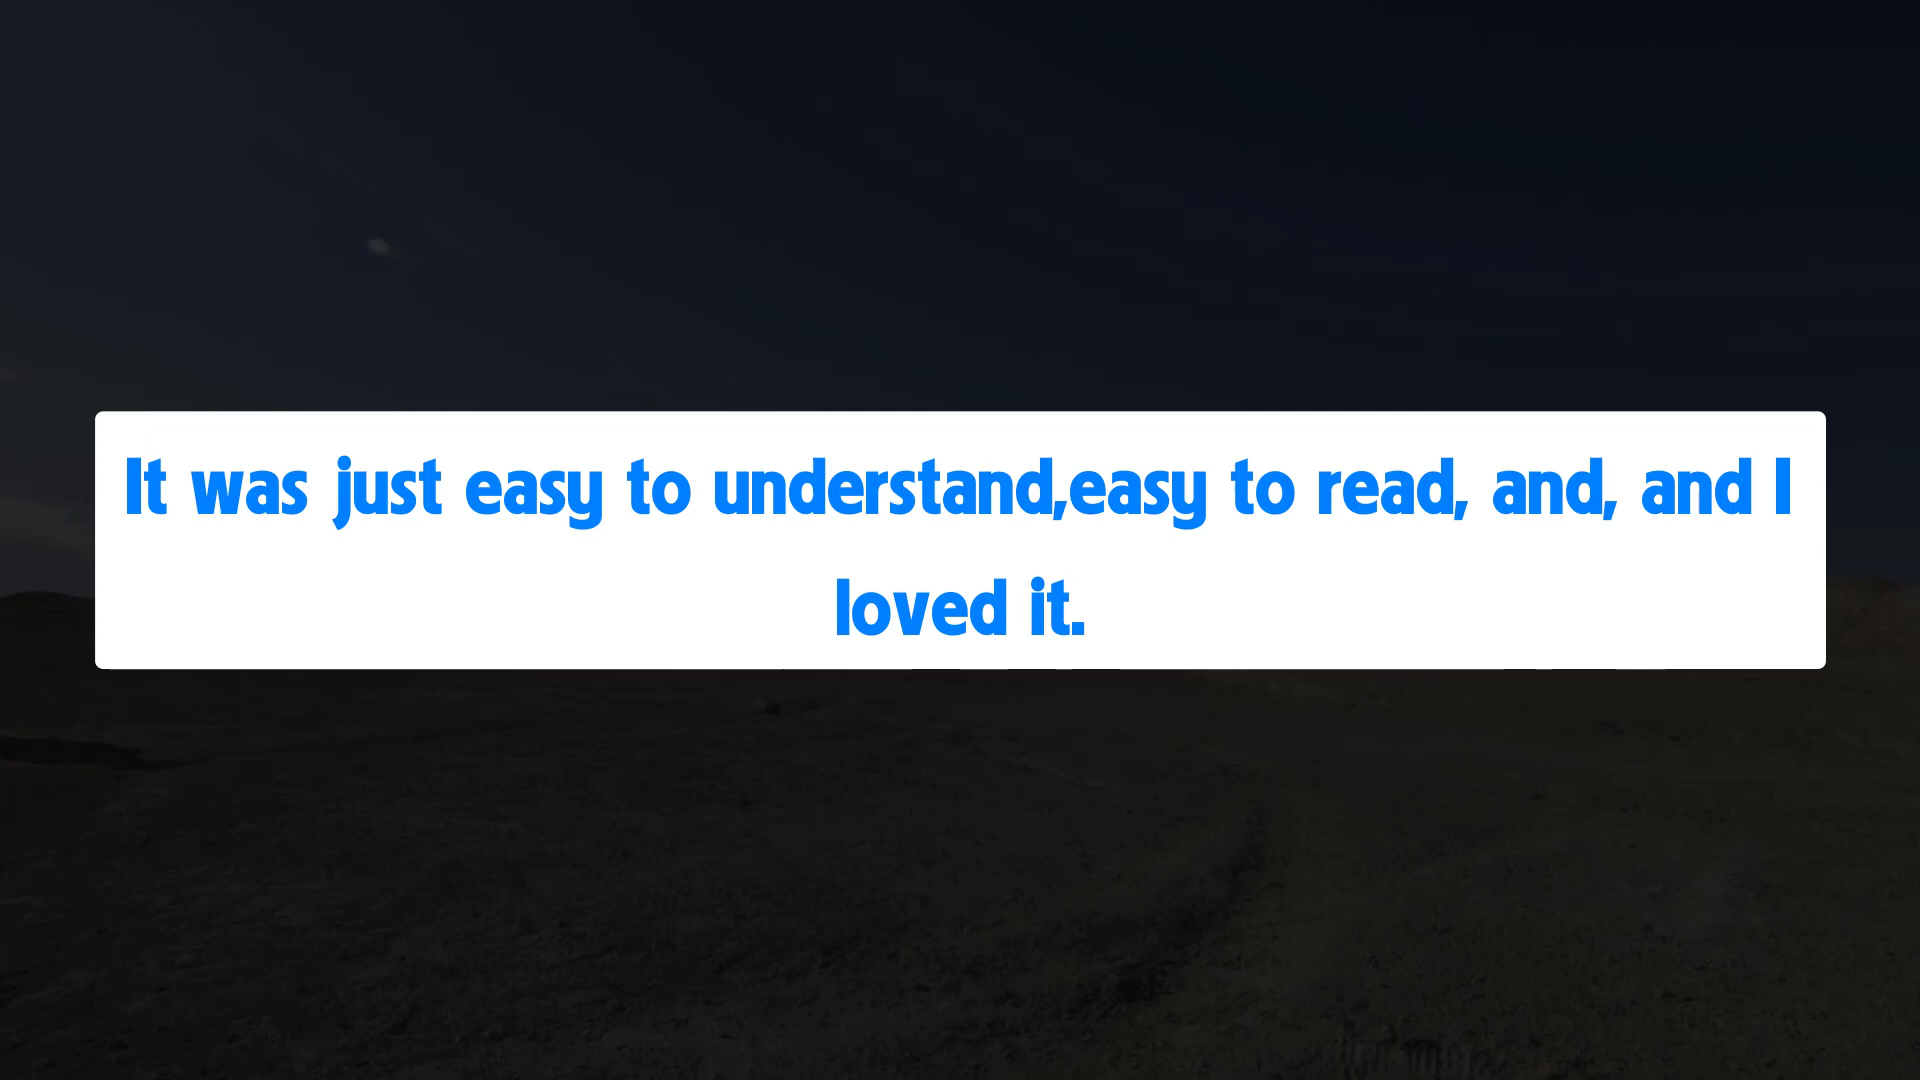 It was just easy to understand,easy to read, and, and I
loved it.